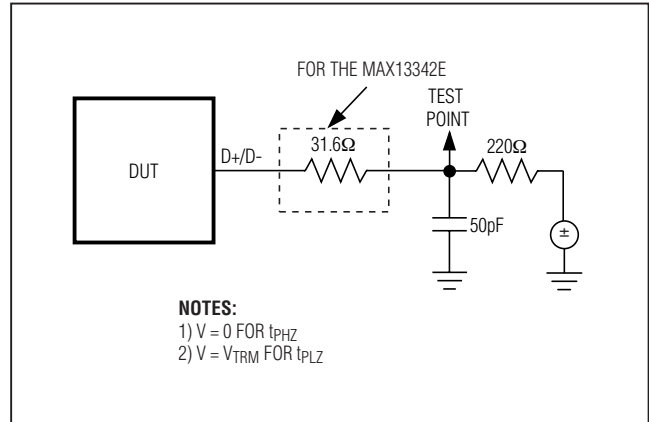 FOR THE MAX13342E
TEST
POINT
31.6Ω
220Ω
D+/D-
DUT
50pF
±
NOTES:
1) V = 0 FOR tPHZ
2) V = VTRM FOR tPLZ